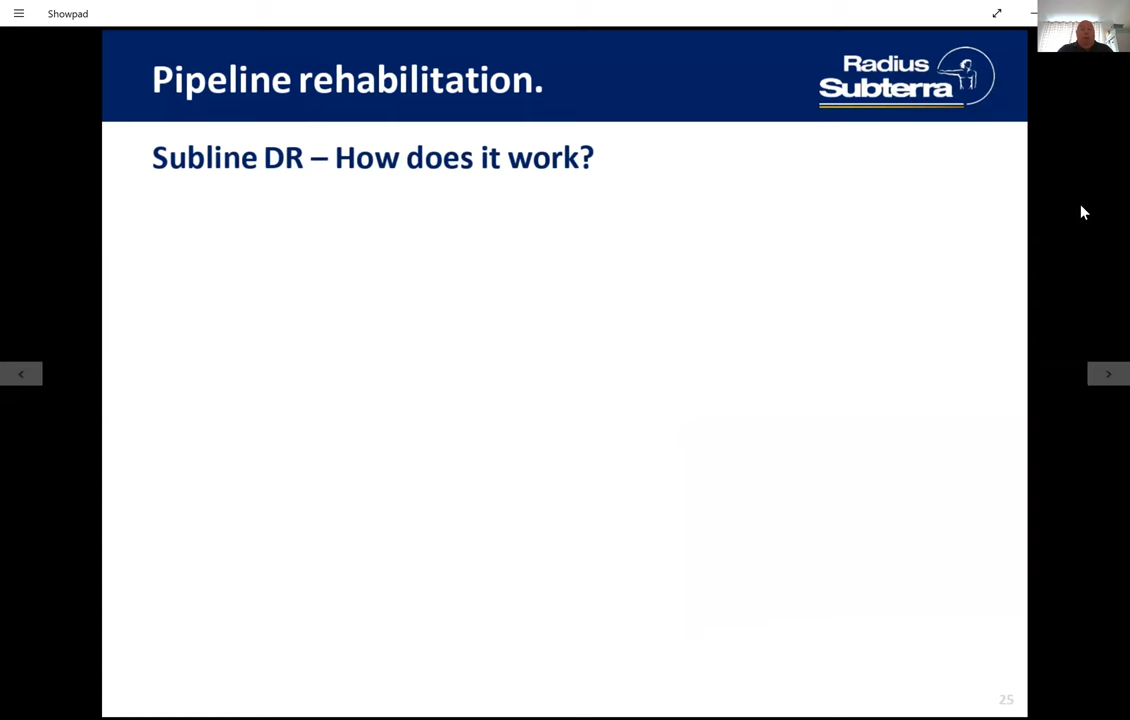 Showpad
Pipeline rehabilitation.
Radius
Subterra
Subline DR – How does it work?
25